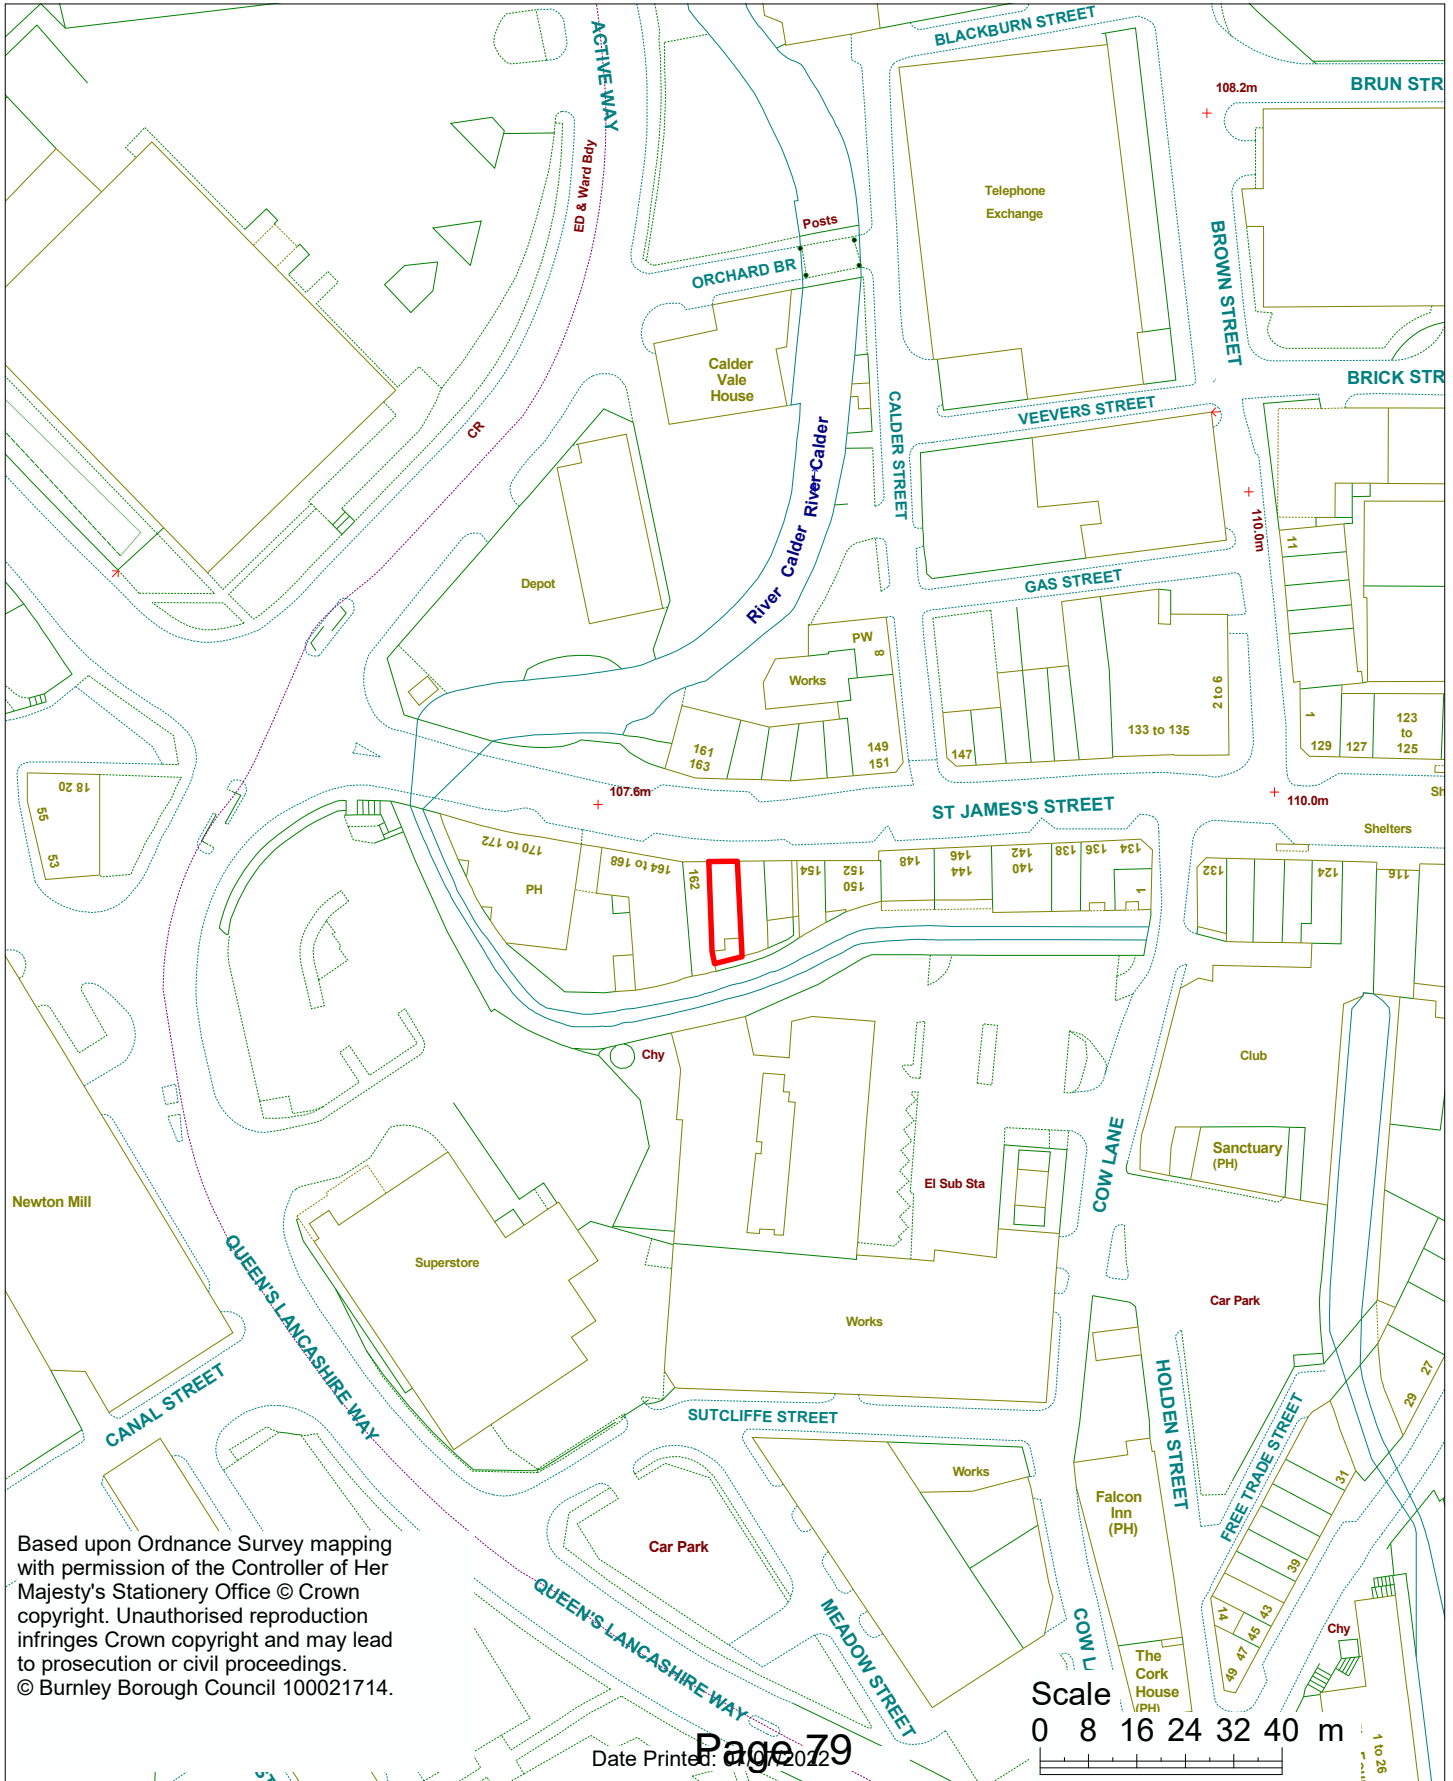 BLACKBURN STREET
ACTIVE WAY
108.2m
BRUN STR
ED & Ward Bdy
Telephone
Exchange
Posts
ORCHARD BR
BROWN STREET
Calder
Vale
House
BRICK STR
VEEVERS STREET
CALDER STREET
CR
River Calder
River Calder
110.0m
11
Depot
GAS STREET
PW
8
Works
2 to 6
133 to 135
1
129
127
123
to
125
147
149
151
161
163
18 20
55
53
107.6m
ST JAMES'S STREET
110.0m
Sh
Shelters
170 to 172
PH
164 to 168
162
154
152
150
148
146
144
142
140
138
136
134
1
132
124
116
Chy
Club
Sanctuary
(PH)
COW LANE
El Sub Sta
Newton Mill
Superstore
QUEEN'S LANCASHIRE WAY
Car Park
Works
CANAL STREET
HOLDEN STREET
27
29
SUTCLIFFE STREET
FREE TRADE STREET
31
Works
Falcon
Inn
(PH)
Car Park
39
43
45
47
49
14
Chy
QUEEN'S LANCASHIRE WAY
MEADOW STREET
COW L
The
Cork
House
(PH)
1 to 26
Based upon Ordnance Survey mapping
with permission of the Controller of Her
Majesty's Stationery Office © Crown
copyright. Unauthorised reproduction
infringes Crown copyright and may lead
to prosecution or civil proceedings.
© Burnley Borough Council 100021714.
Scale
0 8 16 24 32 40 m
Page 79
Date Printed: 07/07/2022